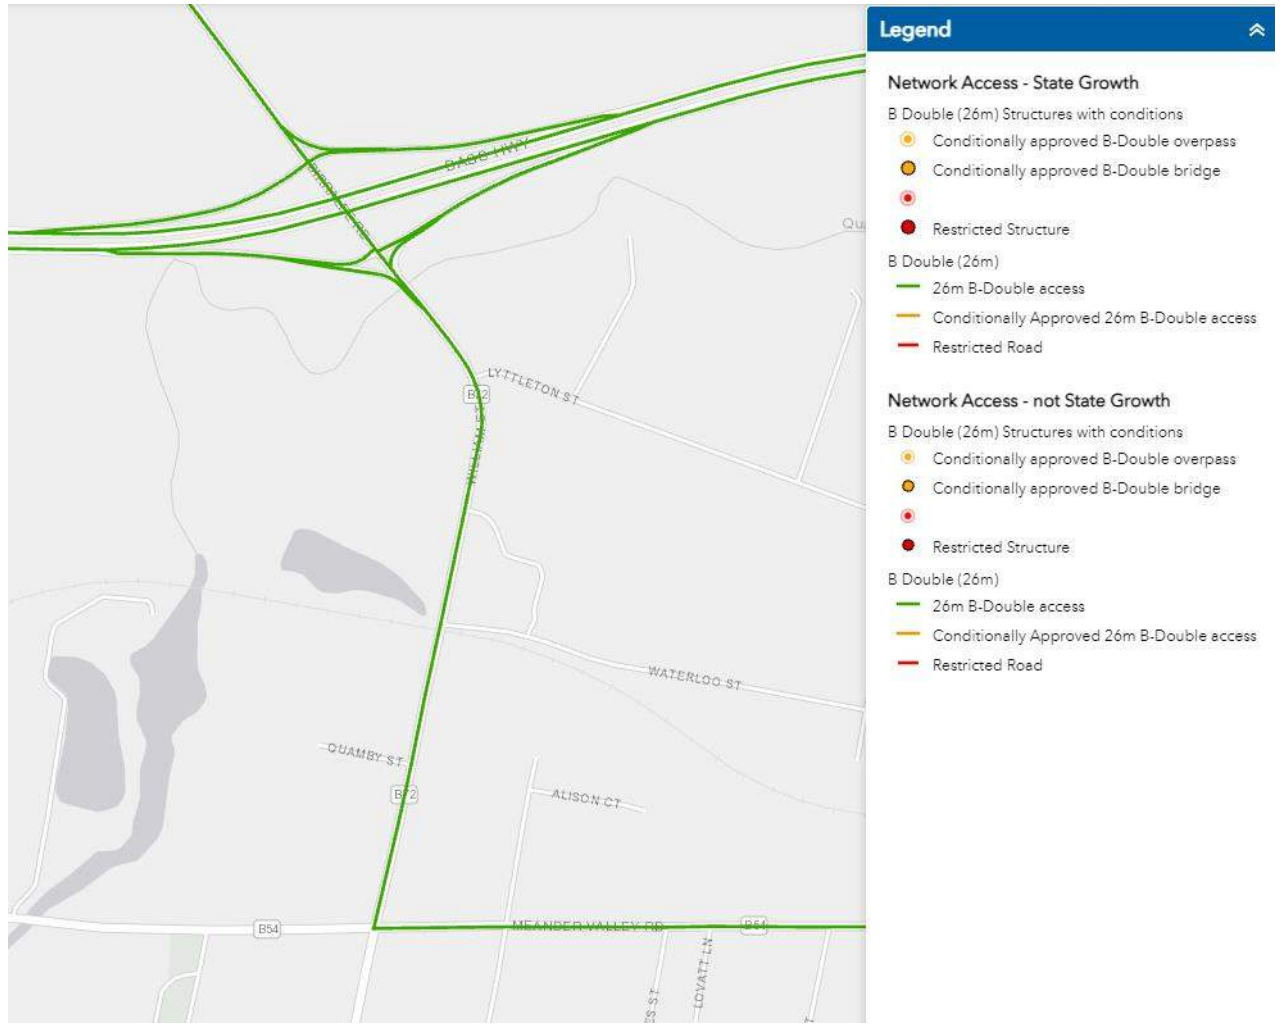 Legend
Network Access - State Growth
B Double (26m) Structures with conditions
Conditionally approved B-Double overpass
Conditionally approved B-Double bridge
Restricted Structure
B Double (26m)
26m B-Double access
Conditionally Approved 26m B-Double access
Restricted Road
Network Access - not State Growth
B Double (26m) Structures with conditions
Conditionally approved B-Double overpass
Conditionally approved B-Double bridge
Restricted Structure
B Double (26m)
26m B-Double access
Conditionally Approved 26m B-Double access
Restricted Road
BASS HWY
LYTTLETON ST
B72
WILLIAM ST
WATERLOO ST
QUAMBY ST
B72
ALISON CT
B54
MEANDER VALLEY RD
B54
LOVATT LN